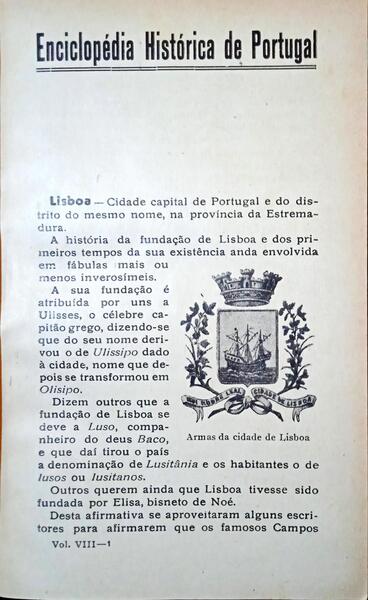 Enciclopédia Histórica de Portugal
Lisboa — Cidade capital de Portugal e do dis-
trito do mesmo nome, na província da Estrema-
dura.
A história da fundação de Lisboa e dos pri-
meiros tempos da sua existência anda envolvida
em fábulas mais ou
menos inverosímeis.
A sua fundação é
atribuída por uns a
Ulisses, o célebre ca-
pitão grego, dizendo-se
que do seu nome deri-
vou o de Ulissipo dado
à cidade, nome que de-
pois se transformou em
Olisipo.
Dizem outros que a
fundação de Lisboa se
deve a Luso, compa-
nheiro do deus Baco,
e que daí tirou o país
MUI NOBRE LEAL CIDADE DE LISBOA
Armas da cidade de Lisboa
a denominação de Lusitânia e os habitantes o de
lusos ou lusitanos.
Outros querem ainda que Lisboa tivesse sido
fundada por Elisa, bisneto de Noé.
Desta afirmativa se aproveitaram alguns escri-
tores para afirmarem que os famosos Campos
Vol. VIII—1